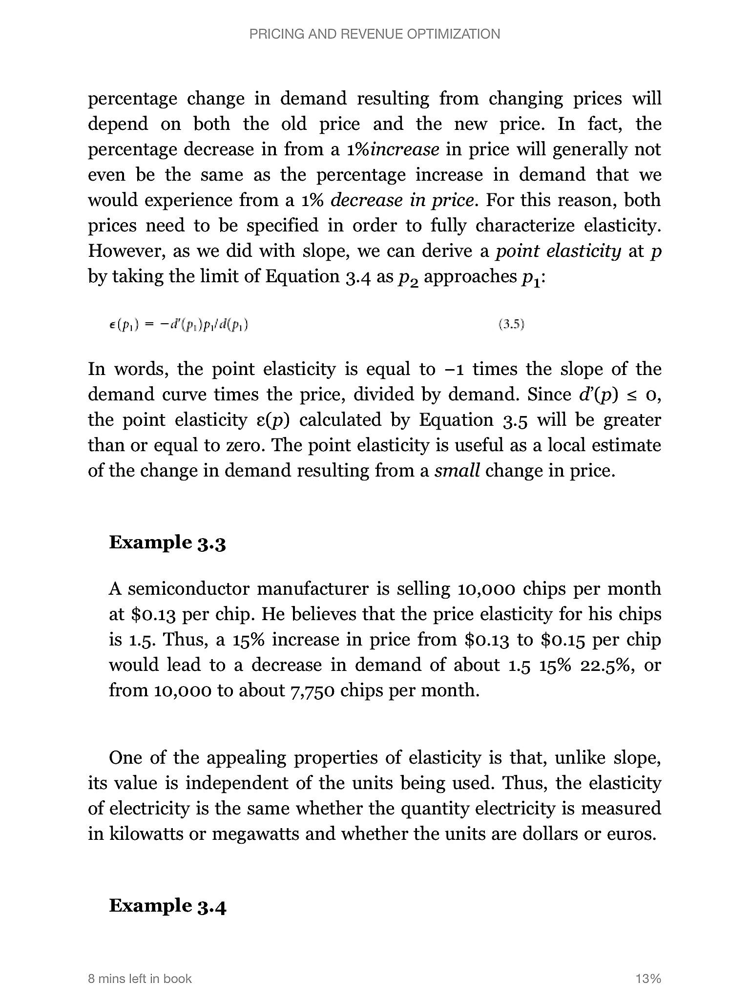 PRICING AND REVENUE OPTIMIZATION
percentage change in demand resulting from changing prices will
depend on both the old price and the new price. In fact, the
percentage decrease in from a 1%increase in price will generally not
even be the same as the percentage increase in demand that we
would experience from a 1% decrease in price. For this reason, both
prices need to be specified in order to fully characterize elasticity.
However, as we did with slope, we can derive a point elasticity at p
by taking the limit of Equation 3.4 as p₂ approaches p₁:
ϵ(p₁) = −d′(p₁)p₁/d(p₁) (3.5)
In words, the point elasticity is equal to −1 times the slope of the
demand curve times the price, divided by demand. Since d’(p) ≤ 0,
the point elasticity ε(p) calculated by Equation 3.5 will be greater
than or equal to zero. The point elasticity is useful as a local estimate
of the change in demand resulting from a small change in price.
Example 3.3
A semiconductor manufacturer is selling 10,000 chips per month
at $0.13 per chip. He believes that the price elasticity for his chips
is 1.5. Thus, a 15% increase in price from $0.13 to $0.15 per chip
would lead to a decrease in demand of about 1.5 15% 22.5%, or
from 10,000 to about 7,750 chips per month.
One of the appealing properties of elasticity is that, unlike slope,
its value is independent of the units being used. Thus, the elasticity
of electricity is the same whether the quantity electricity is measured
in kilowatts or megawatts and whether the units are dollars or euros.
Example 3.4
8 mins left in book 13%